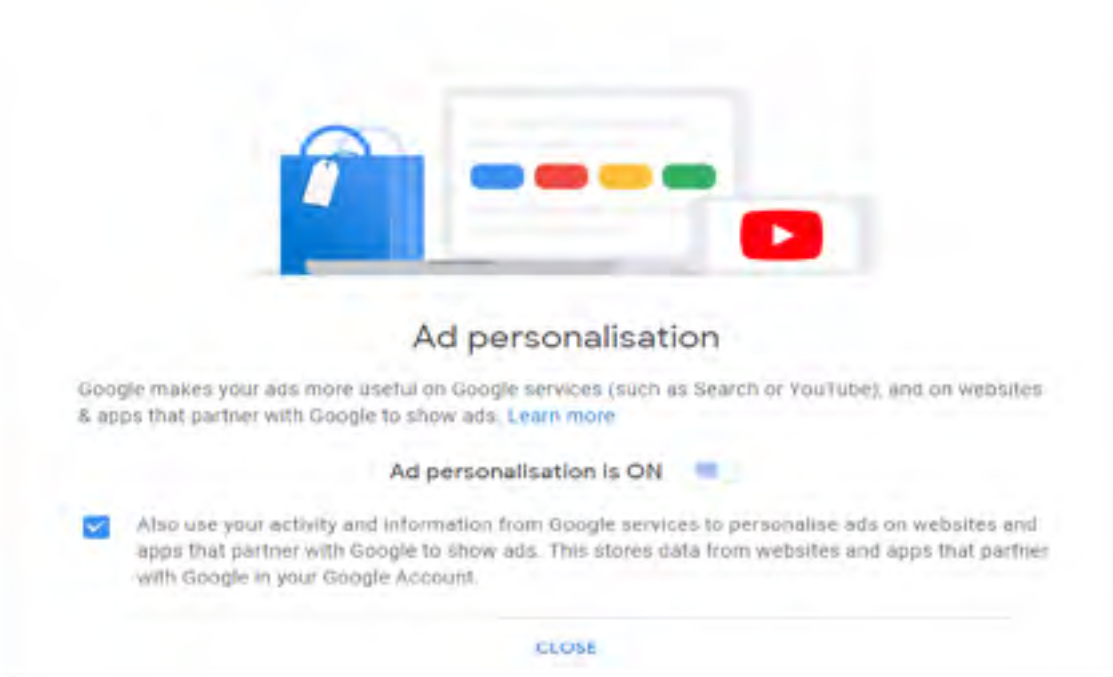 Ad personalisation
Google makes your ads more useful on Google services (such as Search or YouTube), and on websites
& apps that partner with Google to show ads. Learn more
Ad personalisation is ON
Also use your activity and information from Google services to personalise ads on websites and
apps that partner with Google to show ads. This stores data from websites and apps that partner
with Google in your Google Account.
CLOSE